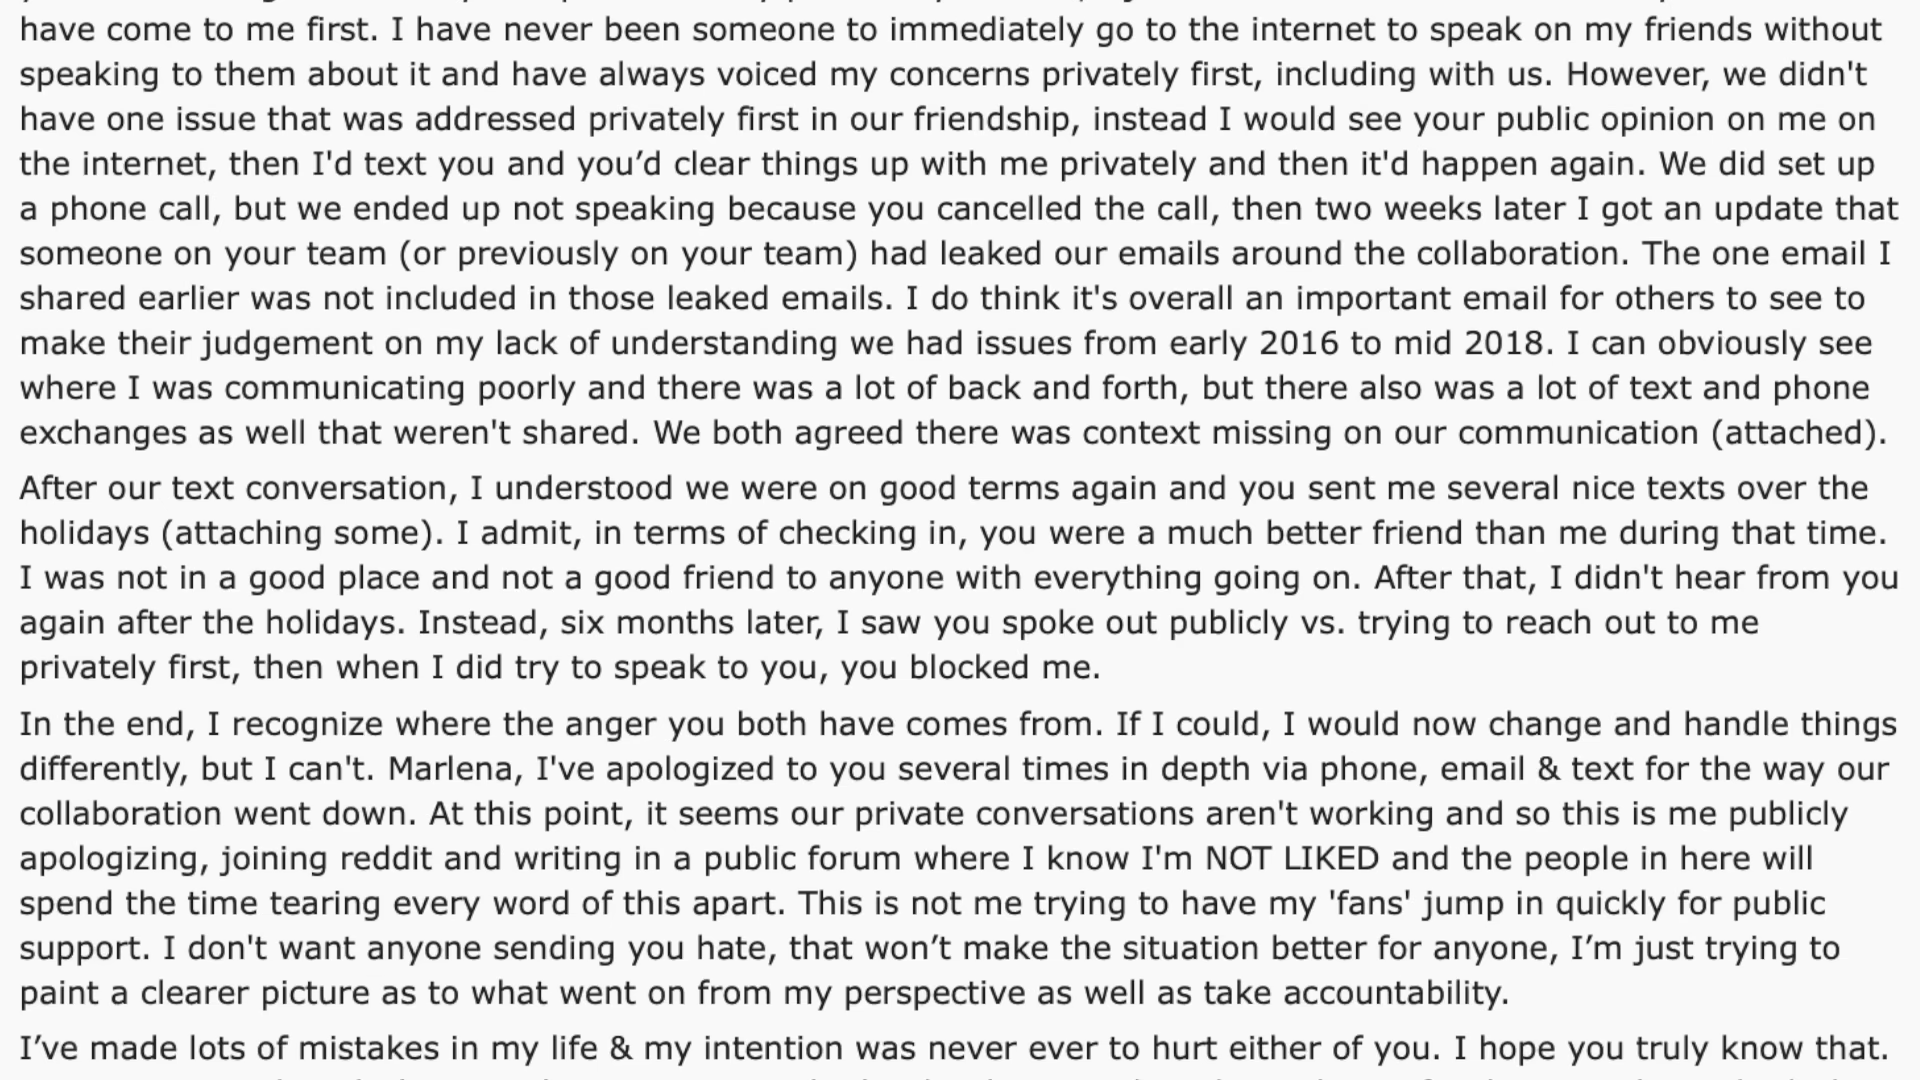 have come to me first. I have never been someone to immediately go to the internet to speak on my friends without
speaking to them about it and have always voiced my concerns privately first, including with us. However, we didn't
have one issue that was addressed privately first in our friendship, instead I would see your public opinion on me on
the internet, then I'd text you and you’d clear things up with me privately and then it'd happen again. We did set up
a phone call, but we ended up not speaking because you cancelled the call, then two weeks later I got an update that
someone on your team (or previously on your team) had leaked our emails around the collaboration. The one email I
shared earlier was not included in those leaked emails. I do think it's overall an important email for others to see to
make their judgement on my lack of understanding we had issues from early 2016 to mid 2018. I can obviously see
where I was communicating poorly and there was a lot of back and forth, but there also was a lot of text and phone
exchanges as well that weren't shared. We both agreed there was context missing on our communication (attached).
After our text conversation, I understood we were on good terms again and you sent me several nice texts over the
holidays (attaching some). I admit, in terms of checking in, you were a much better friend than me during that time.
I was not in a good place and not a good friend to anyone with everything going on. After that, I didn't hear from you
again after the holidays. Instead, six months later, I saw you spoke out publicly vs. trying to reach out to me
privately first, then when I did try to speak to you, you blocked me.
In the end, I recognize where the anger you both have comes from. If I could, I would now change and handle things
differently, but I can't. Marlena, I've apologized to you several times in depth via phone, email & text for the way our
collaboration went down. At this point, it seems our private conversations aren't working and so this is me publicly
apologizing, joining reddit and writing in a public forum where I know I'm NOT LIKED and the people in here will
spend the time tearing every word of this apart. This is not me trying to have my 'fans' jump in quickly for public
support. I don't want anyone sending you hate, that won’t make the situation better for anyone, I’m just trying to
paint a clearer picture as to what went on from my perspective as well as take accountability.
I’ve made lots of mistakes in my life & my intention was never ever to hurt either of you. I hope you truly know that.